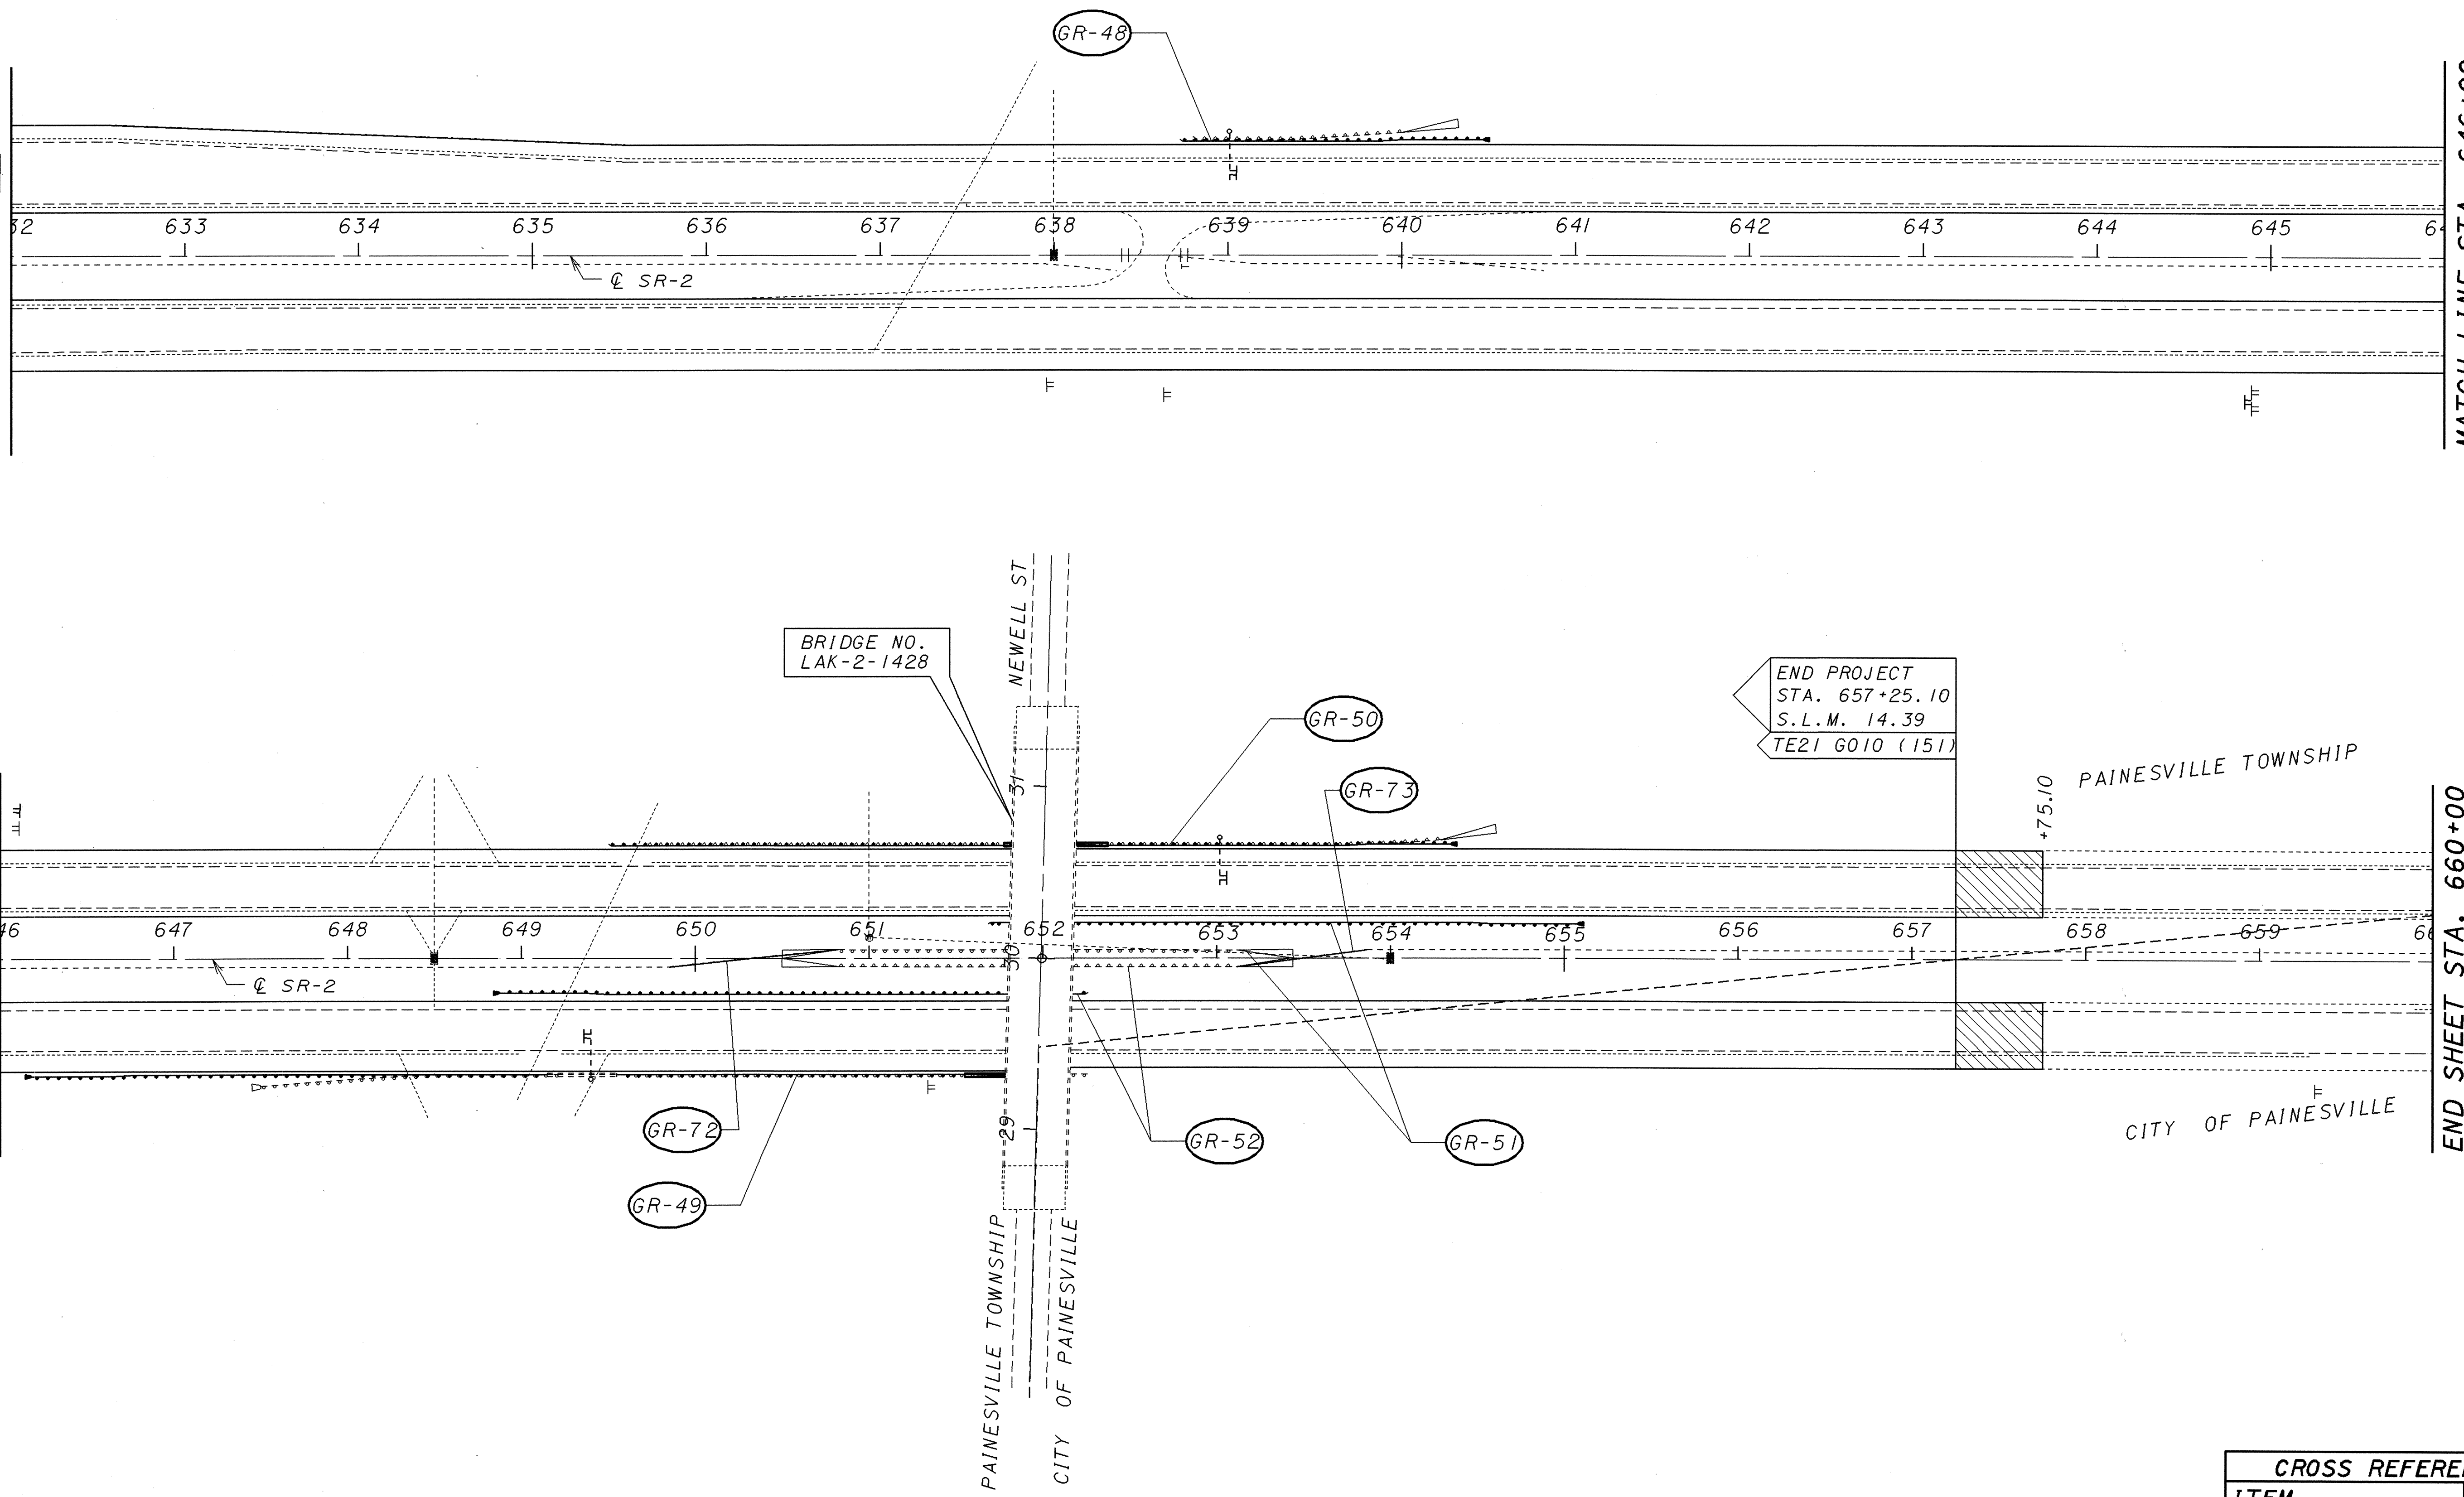 GR-48
633 634 635 636 637 638 639 640 641 642 643 644 645
℄ SR-2
NEWELL ST
BRIDGE NO.
LAK-2-1428
END PROJECT
STA. 657+25.10
S.L.M. 14.39
TE21 G010 (151)
GR-50
GR-73
+75.10
PAINESVILLE TOWNSHIP
31
647 648 649 650 651 652 653 654 655 656 657 658 659
30
℄ SR-2
END SHEET STA. 660+00
GR-72
29
GR-52
GR-51
CITY OF PAINESVILLE
GR-49
PAINESVILLE TOWNSHIP
CITY OF PAINESVILLE